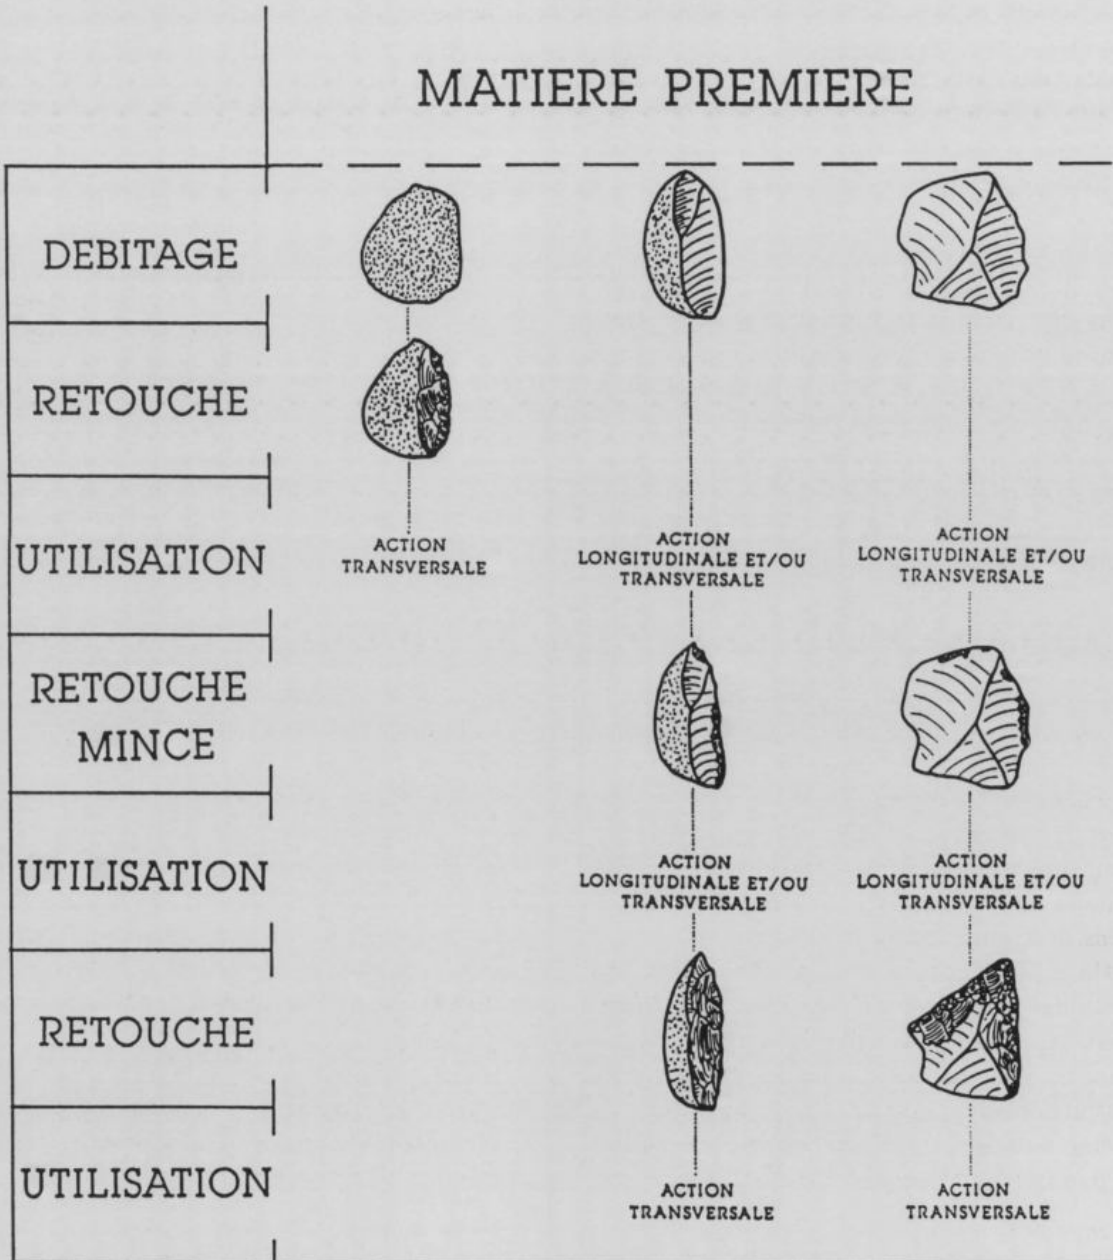 MATIERE PREMIERE
DEBITAGE
RETOUCHE
UTILISATION
ACTION
TRANSVERSALE
ACTION
LONGITUDINALE ET/OU
TRANSVERSALE
ACTION
LONGITUDINALE ET/OU
TRANSVERSALE
RETOUCHE
MINCE
UTILISATION
ACTION
LONGITUDINALE ET/OU
TRANSVERSALE
ACTION
LONGITUDINALE ET/OU
TRANSVERSALE
RETOUCHE
UTILISATION
ACTION
TRANSVERSALE
ACTION
TRANSVERSALE